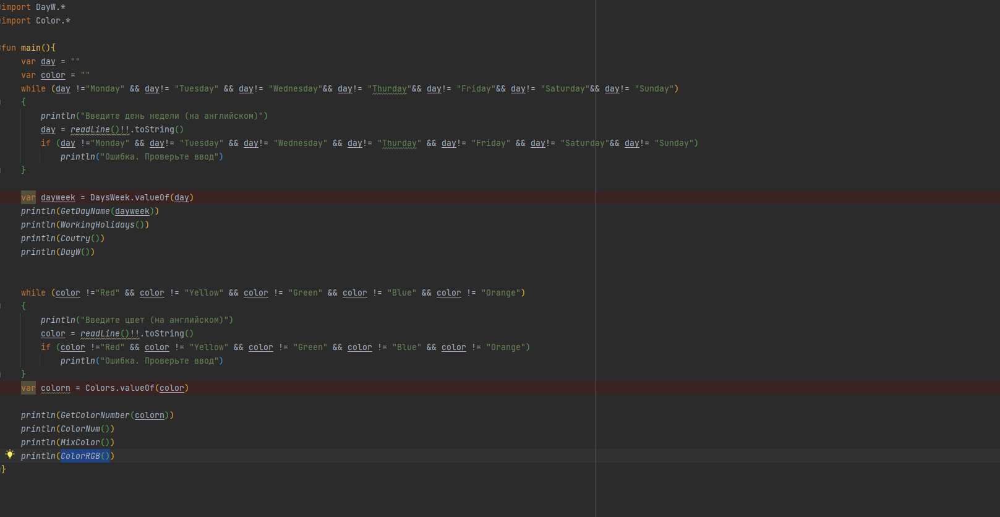 import DayW.*
import Color.*
fun main(){
var day = ""
var color = ""
while (day !="Monday" && day!= "Tuesday" && day!= "Wednesday"&& day!= "Thurday"&& day!= "Friday"&& day!= "Saturday"&& day!= "Sunday")
{
println("Введите день недели (на английском)")
day = readLine()!!.toString()
if (day !="Monday" && day!= "Tuesday" && day!= "Wednesday" && day!= "Thurday" && day!= "Friday" && day!= "Saturday"&& day!= "Sunday")
println("Ошибка. Проверьте ввод")
}
var dayweek = DaysWeek.valueOf(day)
println(GetDayName(dayweek))
println(WorkingHolidays())
println(Coutry())
println(DayW())
while (color !="Red" && color != "Yellow" && color != "Green" && color != "Blue" && color != "Orange")
{
println("Введите цвет (на английском)")
color = readLine()!!.toString()
if (color !="Red" && color != "Yellow" && color != "Green" && color != "Blue" && color != "Orange")
println("Ошибка. Проверьте ввод")
}
var colorn = Colors.valueOf(color)
println(GetColorNumber(colorn))
println(ColorNum())
println(MixColor())
println(ColorRGB())
}